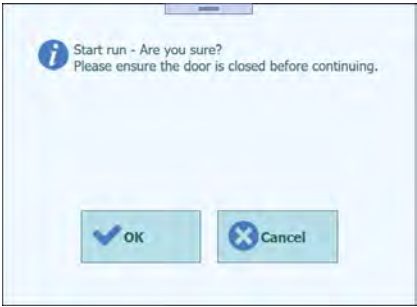 Start run - Are you sure?
Please ensure the door is closed before continuing.
OK
Cancel